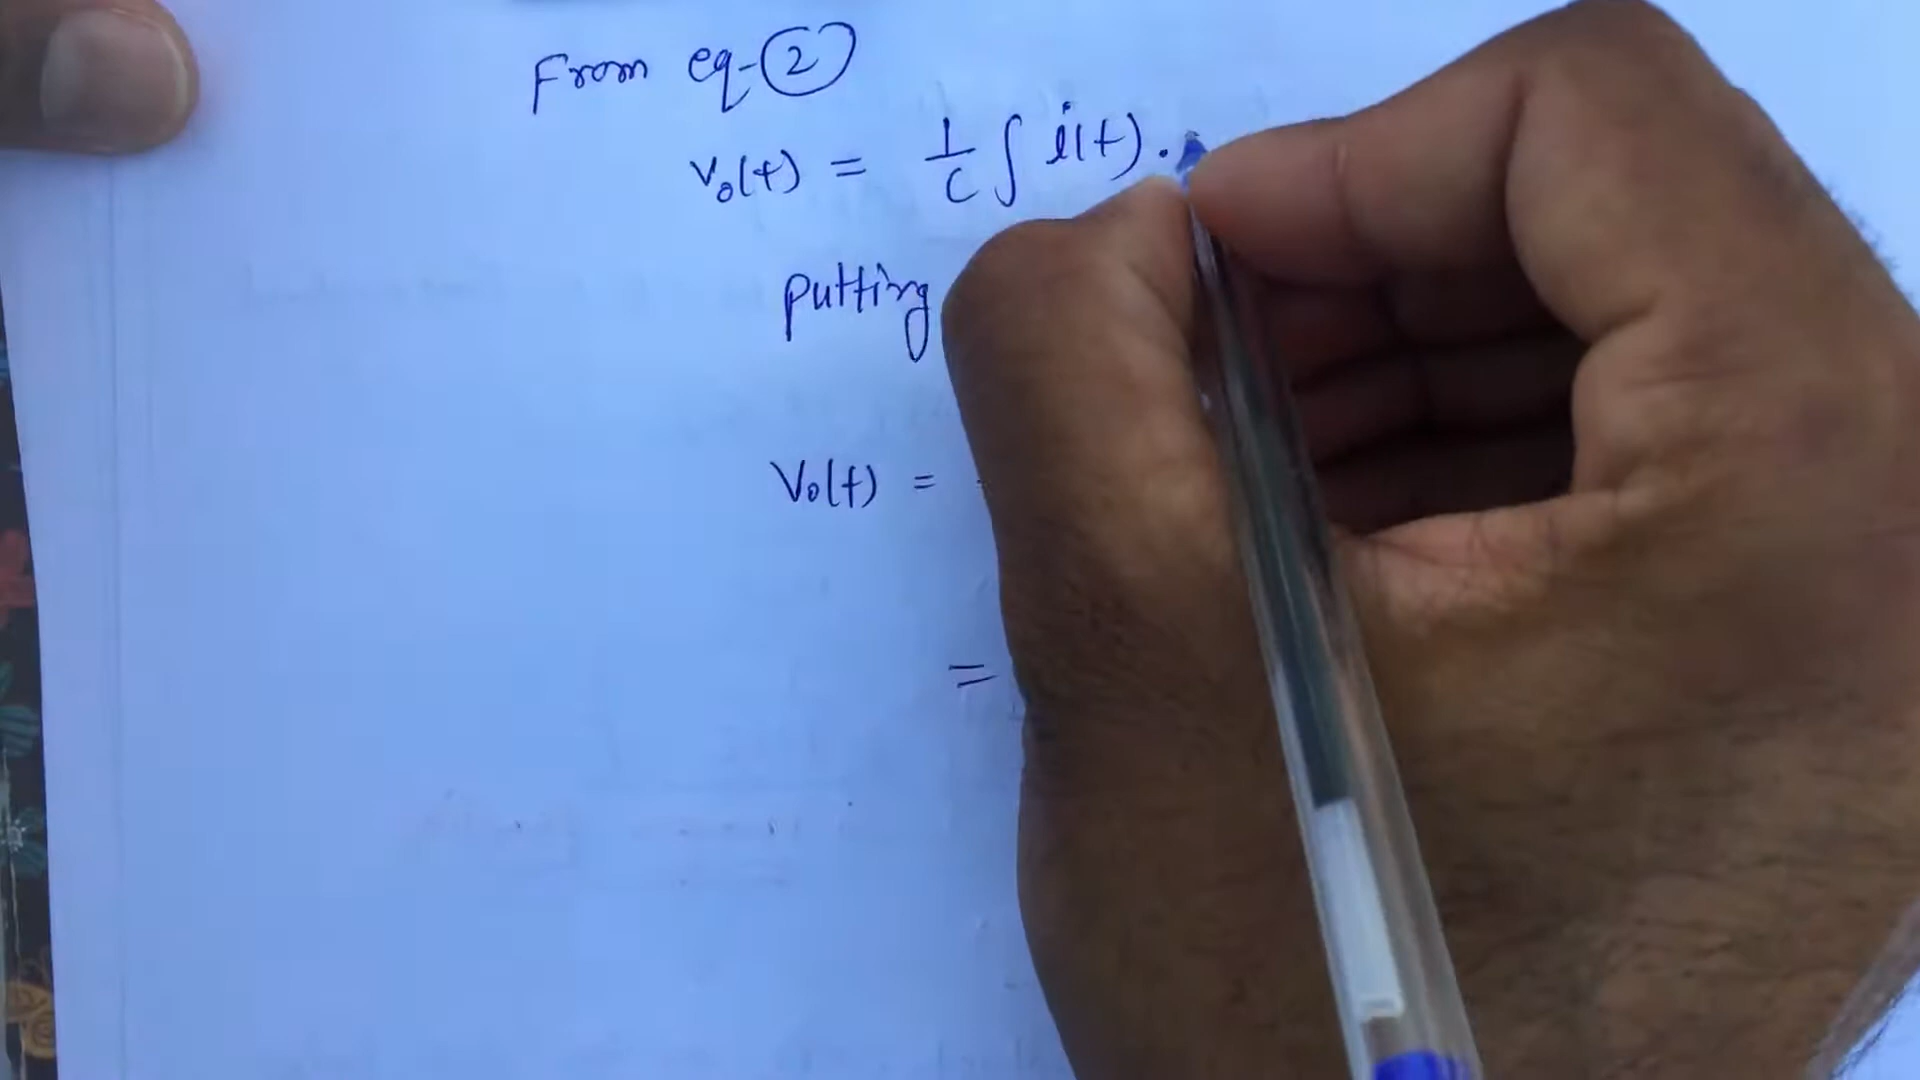 From eq-②
v₀(t) = 1/C ∫ i(t) .
putting
V₀(t) =
=